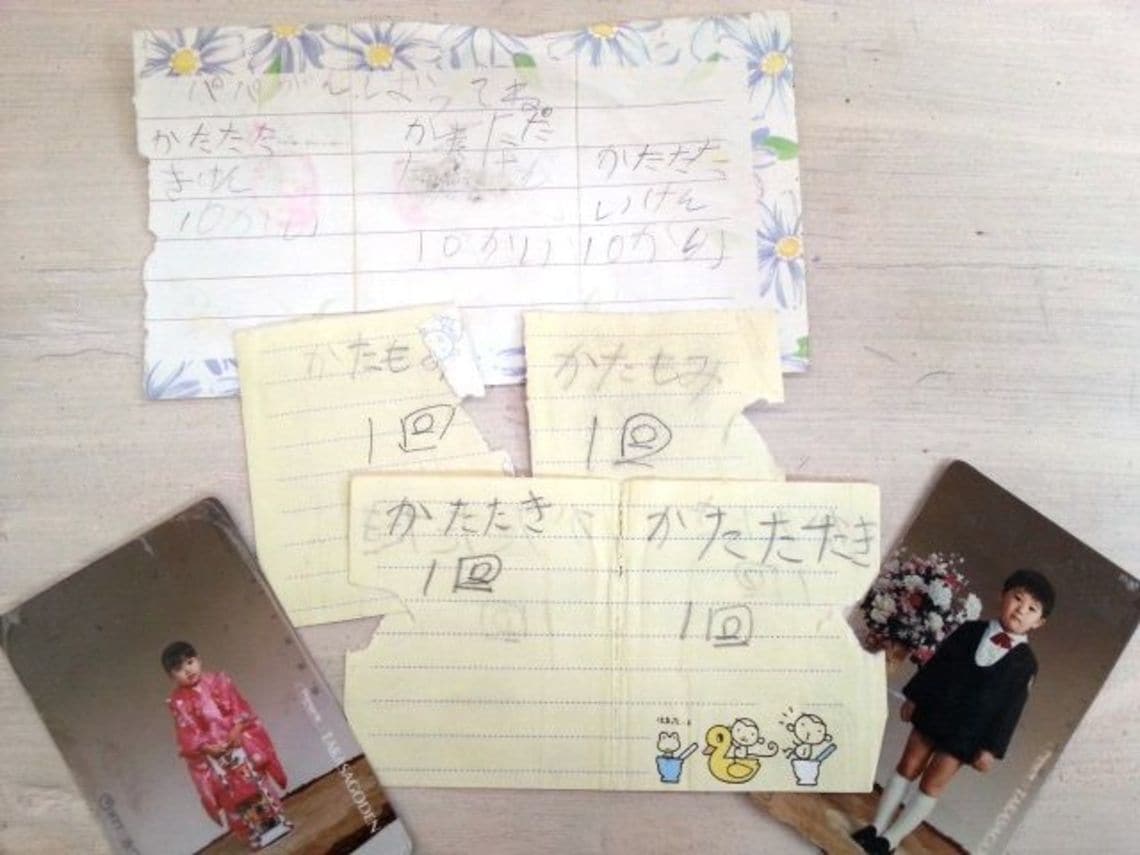 パパがんばってね
かたたた
きけん
10かい
かたたた
10かい
かたたた
いけん
10かい
かたもみ
1回
かたもみ
1回
かたたき
1回
かたたたき
1回
TAKASAGODEN